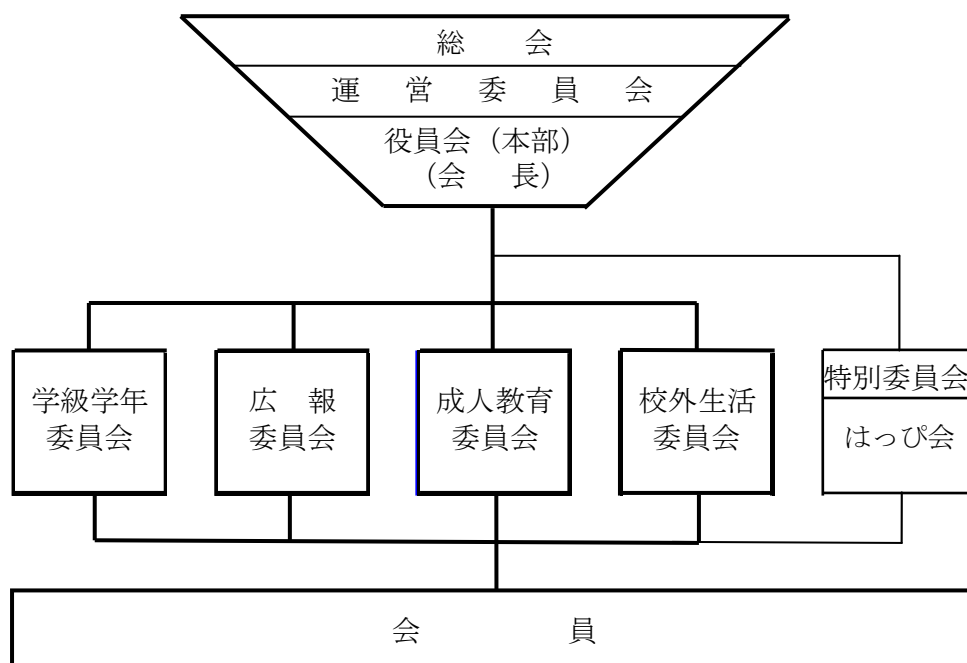 総　会
運　営　委　員　会
役員会（本部）
（会　長）
学級学年
委員会
広　報
委員会
成人教育
委員会
校外生活
委員会
特別委員会
はっぴ会
会　員